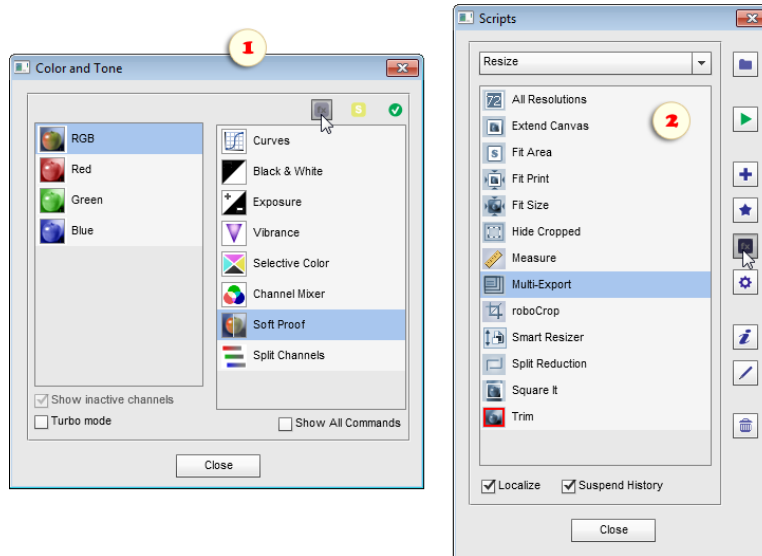 1
Color and Tone
fx
S
RGB
Red
Green
Blue
Curves
Black & White
Exposure
Vibrance
Selective Color
Channel Mixer
Soft Proof
Split Channels
Show inactive channels
Turbo mode
Show All Commands
Close
Scripts
Resize
2
72
All Resolutions
Extend Canvas
S
Fit Area
Fit Print
Fit Size
Hide Cropped
Measure
Multi-Export
roboCrop
Smart Resizer
Split Reduction
Square It
Trim
fx
i
Localize
Suspend History
Close